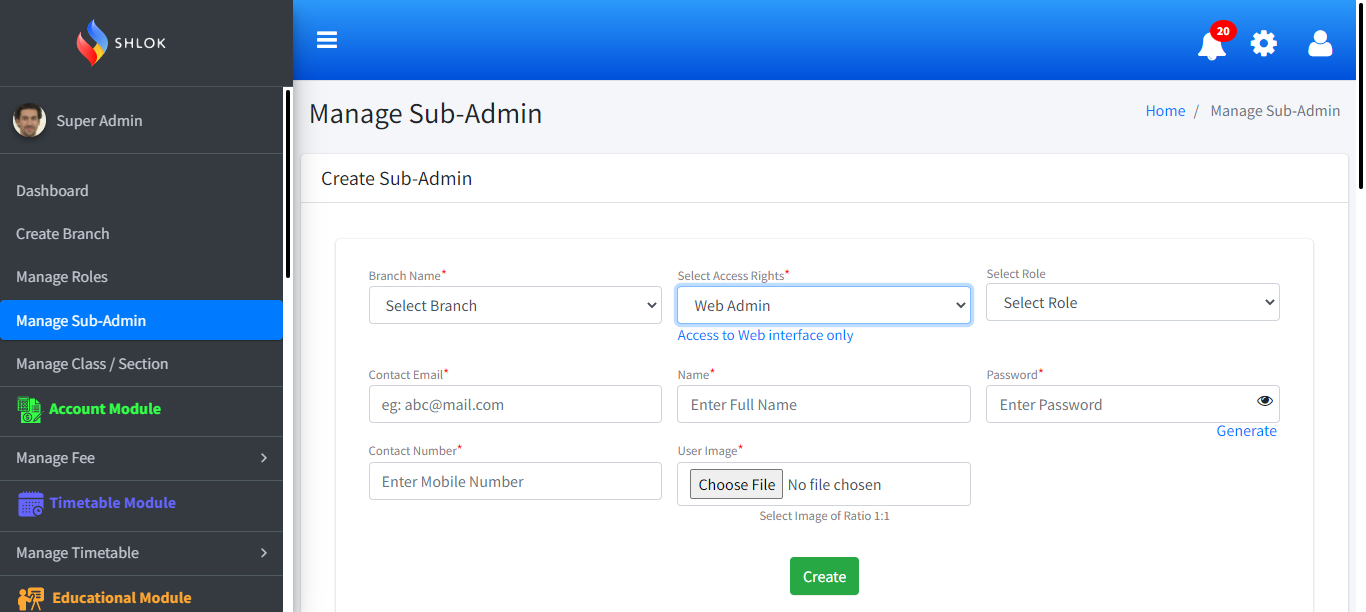 SHLOK
20
Super Admin
Manage Sub-Admin
Home / Manage Sub-Admin
Dashboard
Create Branch
Manage Roles
Manage Sub-Admin
Manage Class / Section
Account Module
Manage Fee
Timetable Module
Manage Timetable
Educational Module
Create Sub-Admin
Branch Name*
Select Branch
Select Access Rights*
Web Admin
Access to Web interface only
Select Role
Select Role
Contact Email*
eg: abc@mail.com
Name*
Enter Full Name
Password*
Enter Password
Generate
Contact Number*
Enter Mobile Number
User Image*
Choose File No file chosen
Select Image of Ratio 1:1
Create